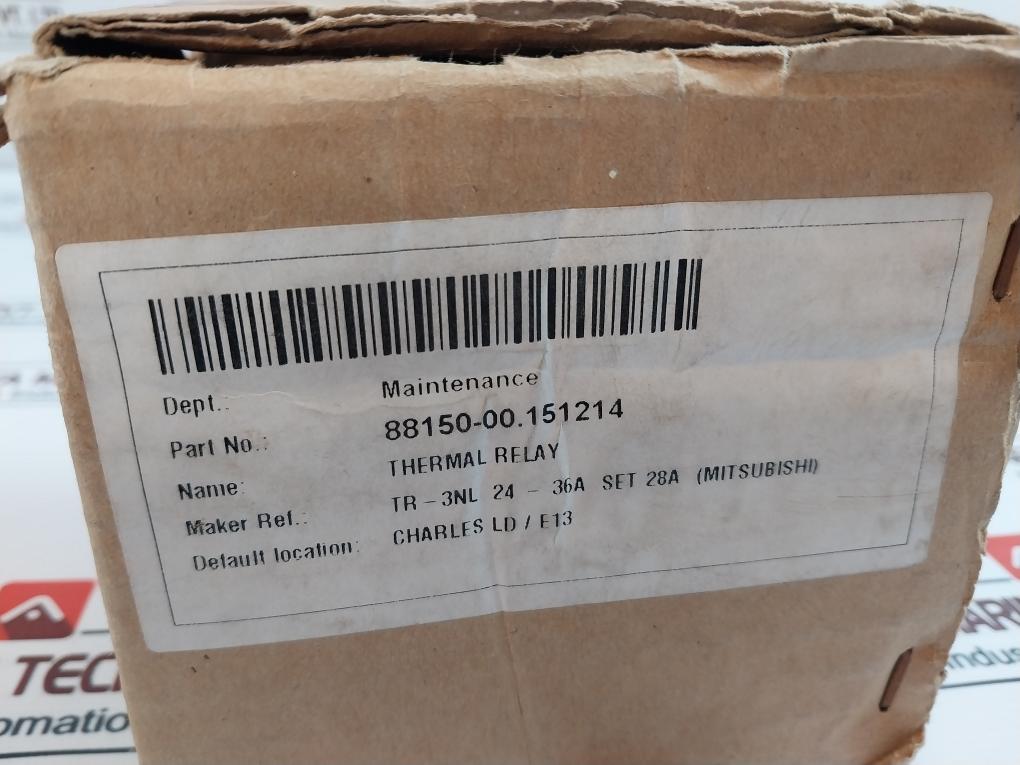 Dept.: Maintenance
Part No.: 88150-00.151214
Name: THERMAL RELAY
Maker Ref.: TR - 3NL 24 - 36A SET 28A (MITSUBISHI)
Default location: CHARLES LD / E13
TECH